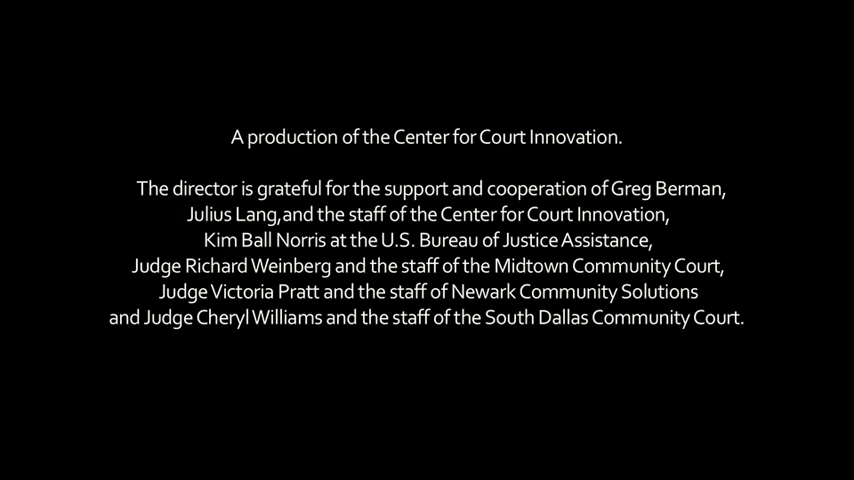 A production of the Center for Court Innovation.
The director is grateful for the support and cooperation of Greg Berman,
Julius Lang,and the staff of the Center for Court Innovation,
Kim Ball Norris at the U.S. Bureau of Justice Assistance,
Judge Richard Weinberg and the staff of the Midtown Community Court,
Judge Victoria Pratt and the staff of Newark Community Solutions
and Judge Cheryl Williams and the staff of the South Dallas Community Court.